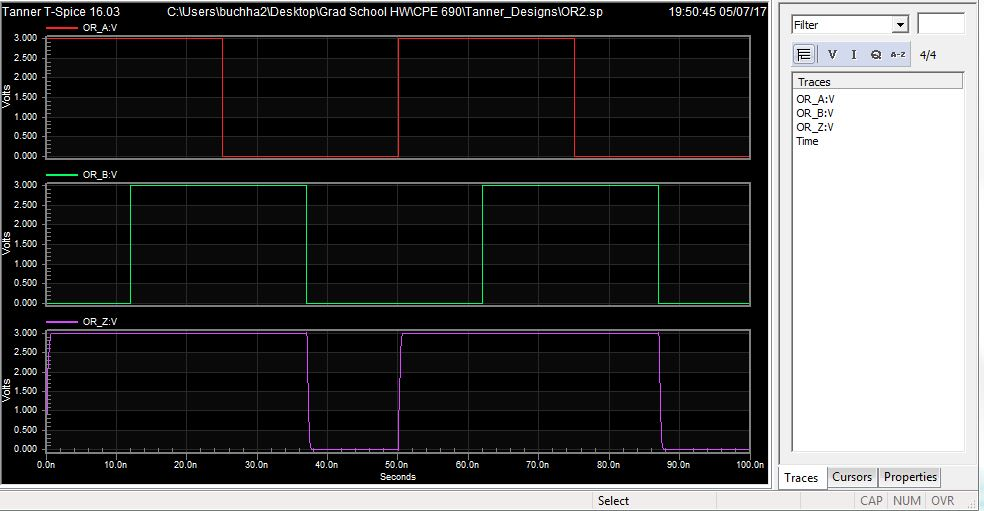 Tanner T-Spice 16.03 C:\Users\buchha2\Desktop\Grad School HW\CPE 690\Tanner_Designs\OR2.sp 19:50:45 05/07/17
OR_A:V
3.000
2.500
2.000
1.500
1.000
0.500
0.000
Volts
OR_B:V
3.000
2.500
2.000
1.500
1.000
0.500
0.000
Volts
OR_Z:V
3.000
2.500
2.000
1.500
1.000
0.500
0.000
Volts
0.0n 10.0n 20.0n 30.0n 40.0n 50.0n 60.0n 70.0n 80.0n 90.0n 100.0n
Seconds
Filter
V I Q A-Z 4/4
Traces
OR_A:V
OR_B:V
OR_Z:V
Time
Traces Cursors Properties
Select CAP NUM OVR